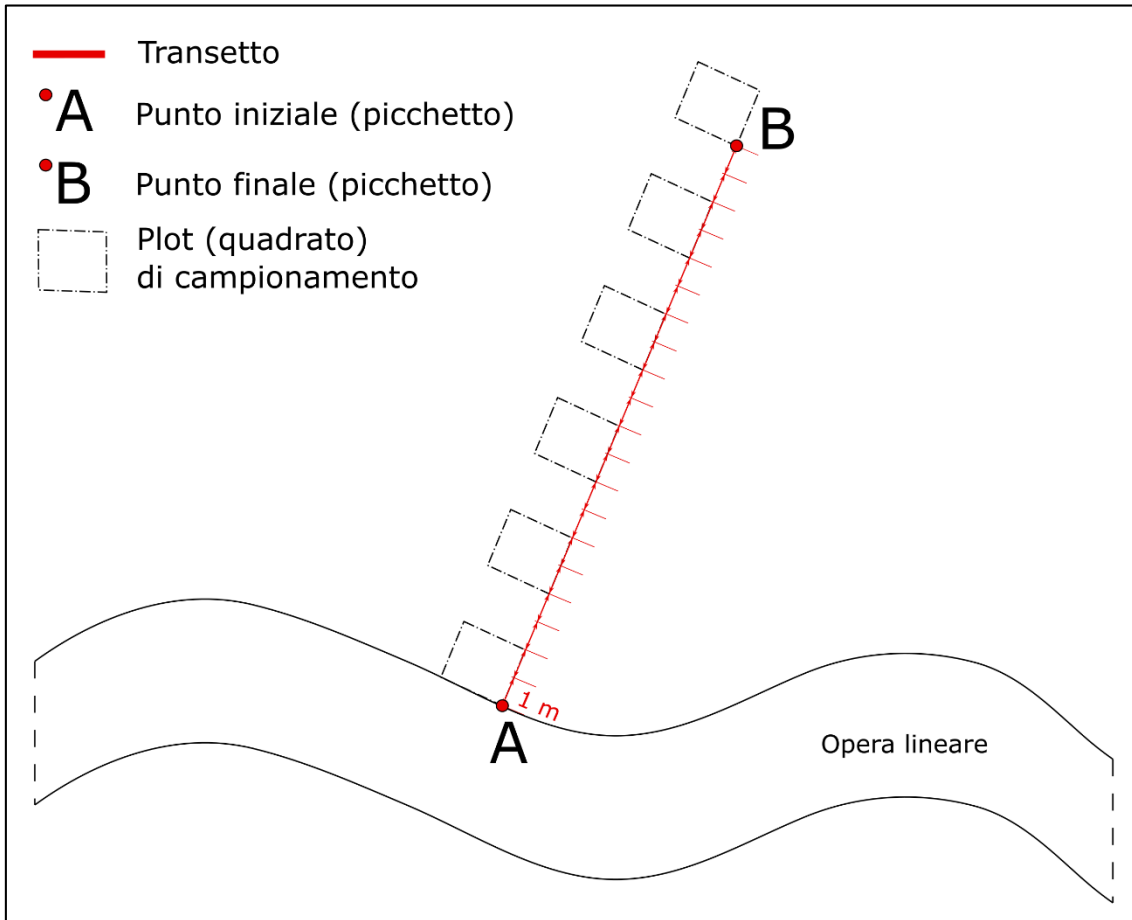 Transetto
A Punto iniziale (picchetto)
B Punto finale (picchetto)
Plot (quadrato)
di campionamento
B
1 m
A
Opera lineare